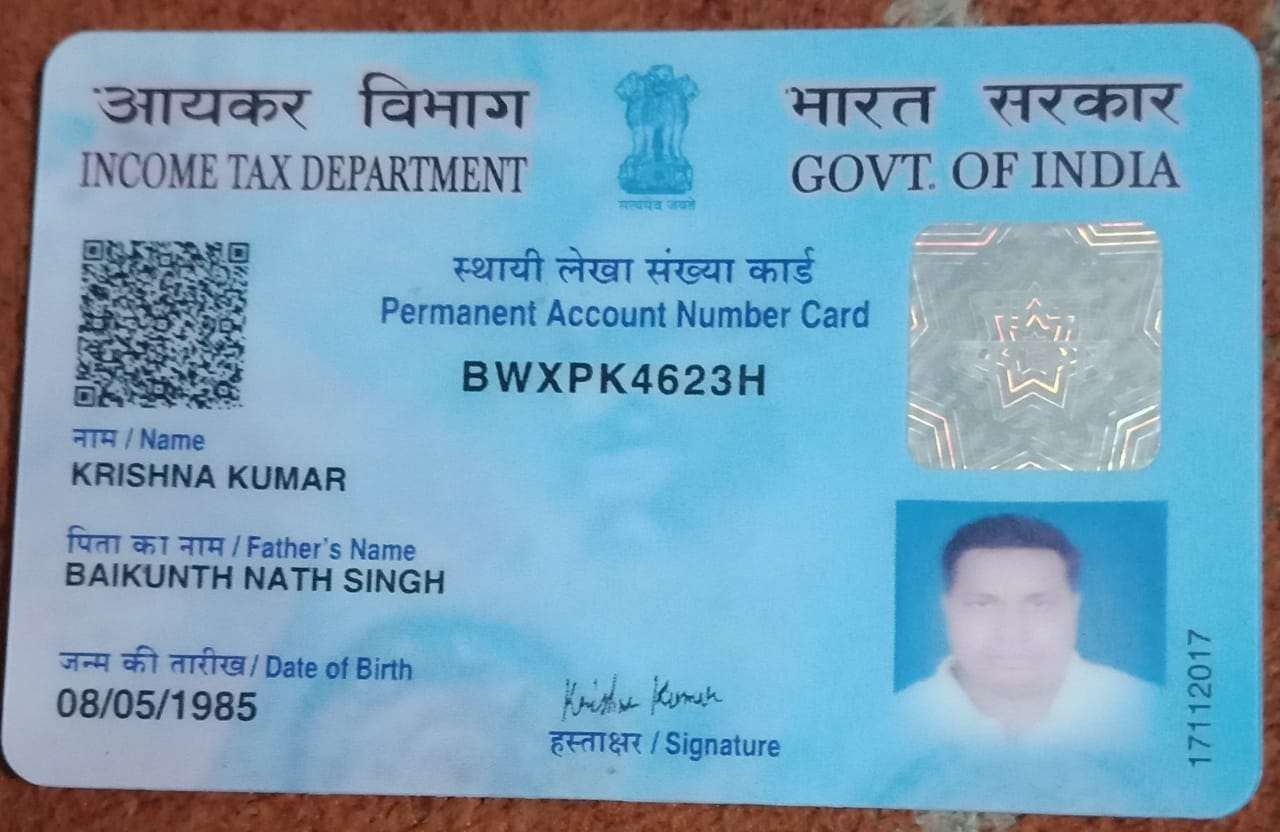 आयकर विभाग
INCOME TAX DEPARTMENT
सत्यमेव जयते
भारत सरकार
GOVT. OF INDIA
स्थायी लेखा संख्या कार्ड
Permanent Account Number Card
BWXPK4623H
नाम / Name
KRISHNA KUMAR
पिता का नाम / Father's Name
BAIKUNTH NATH SINGH
जन्म की तारीख / Date of Birth
08/05/1985
Krishna Kumar
हस्ताक्षर / Signature
17112017